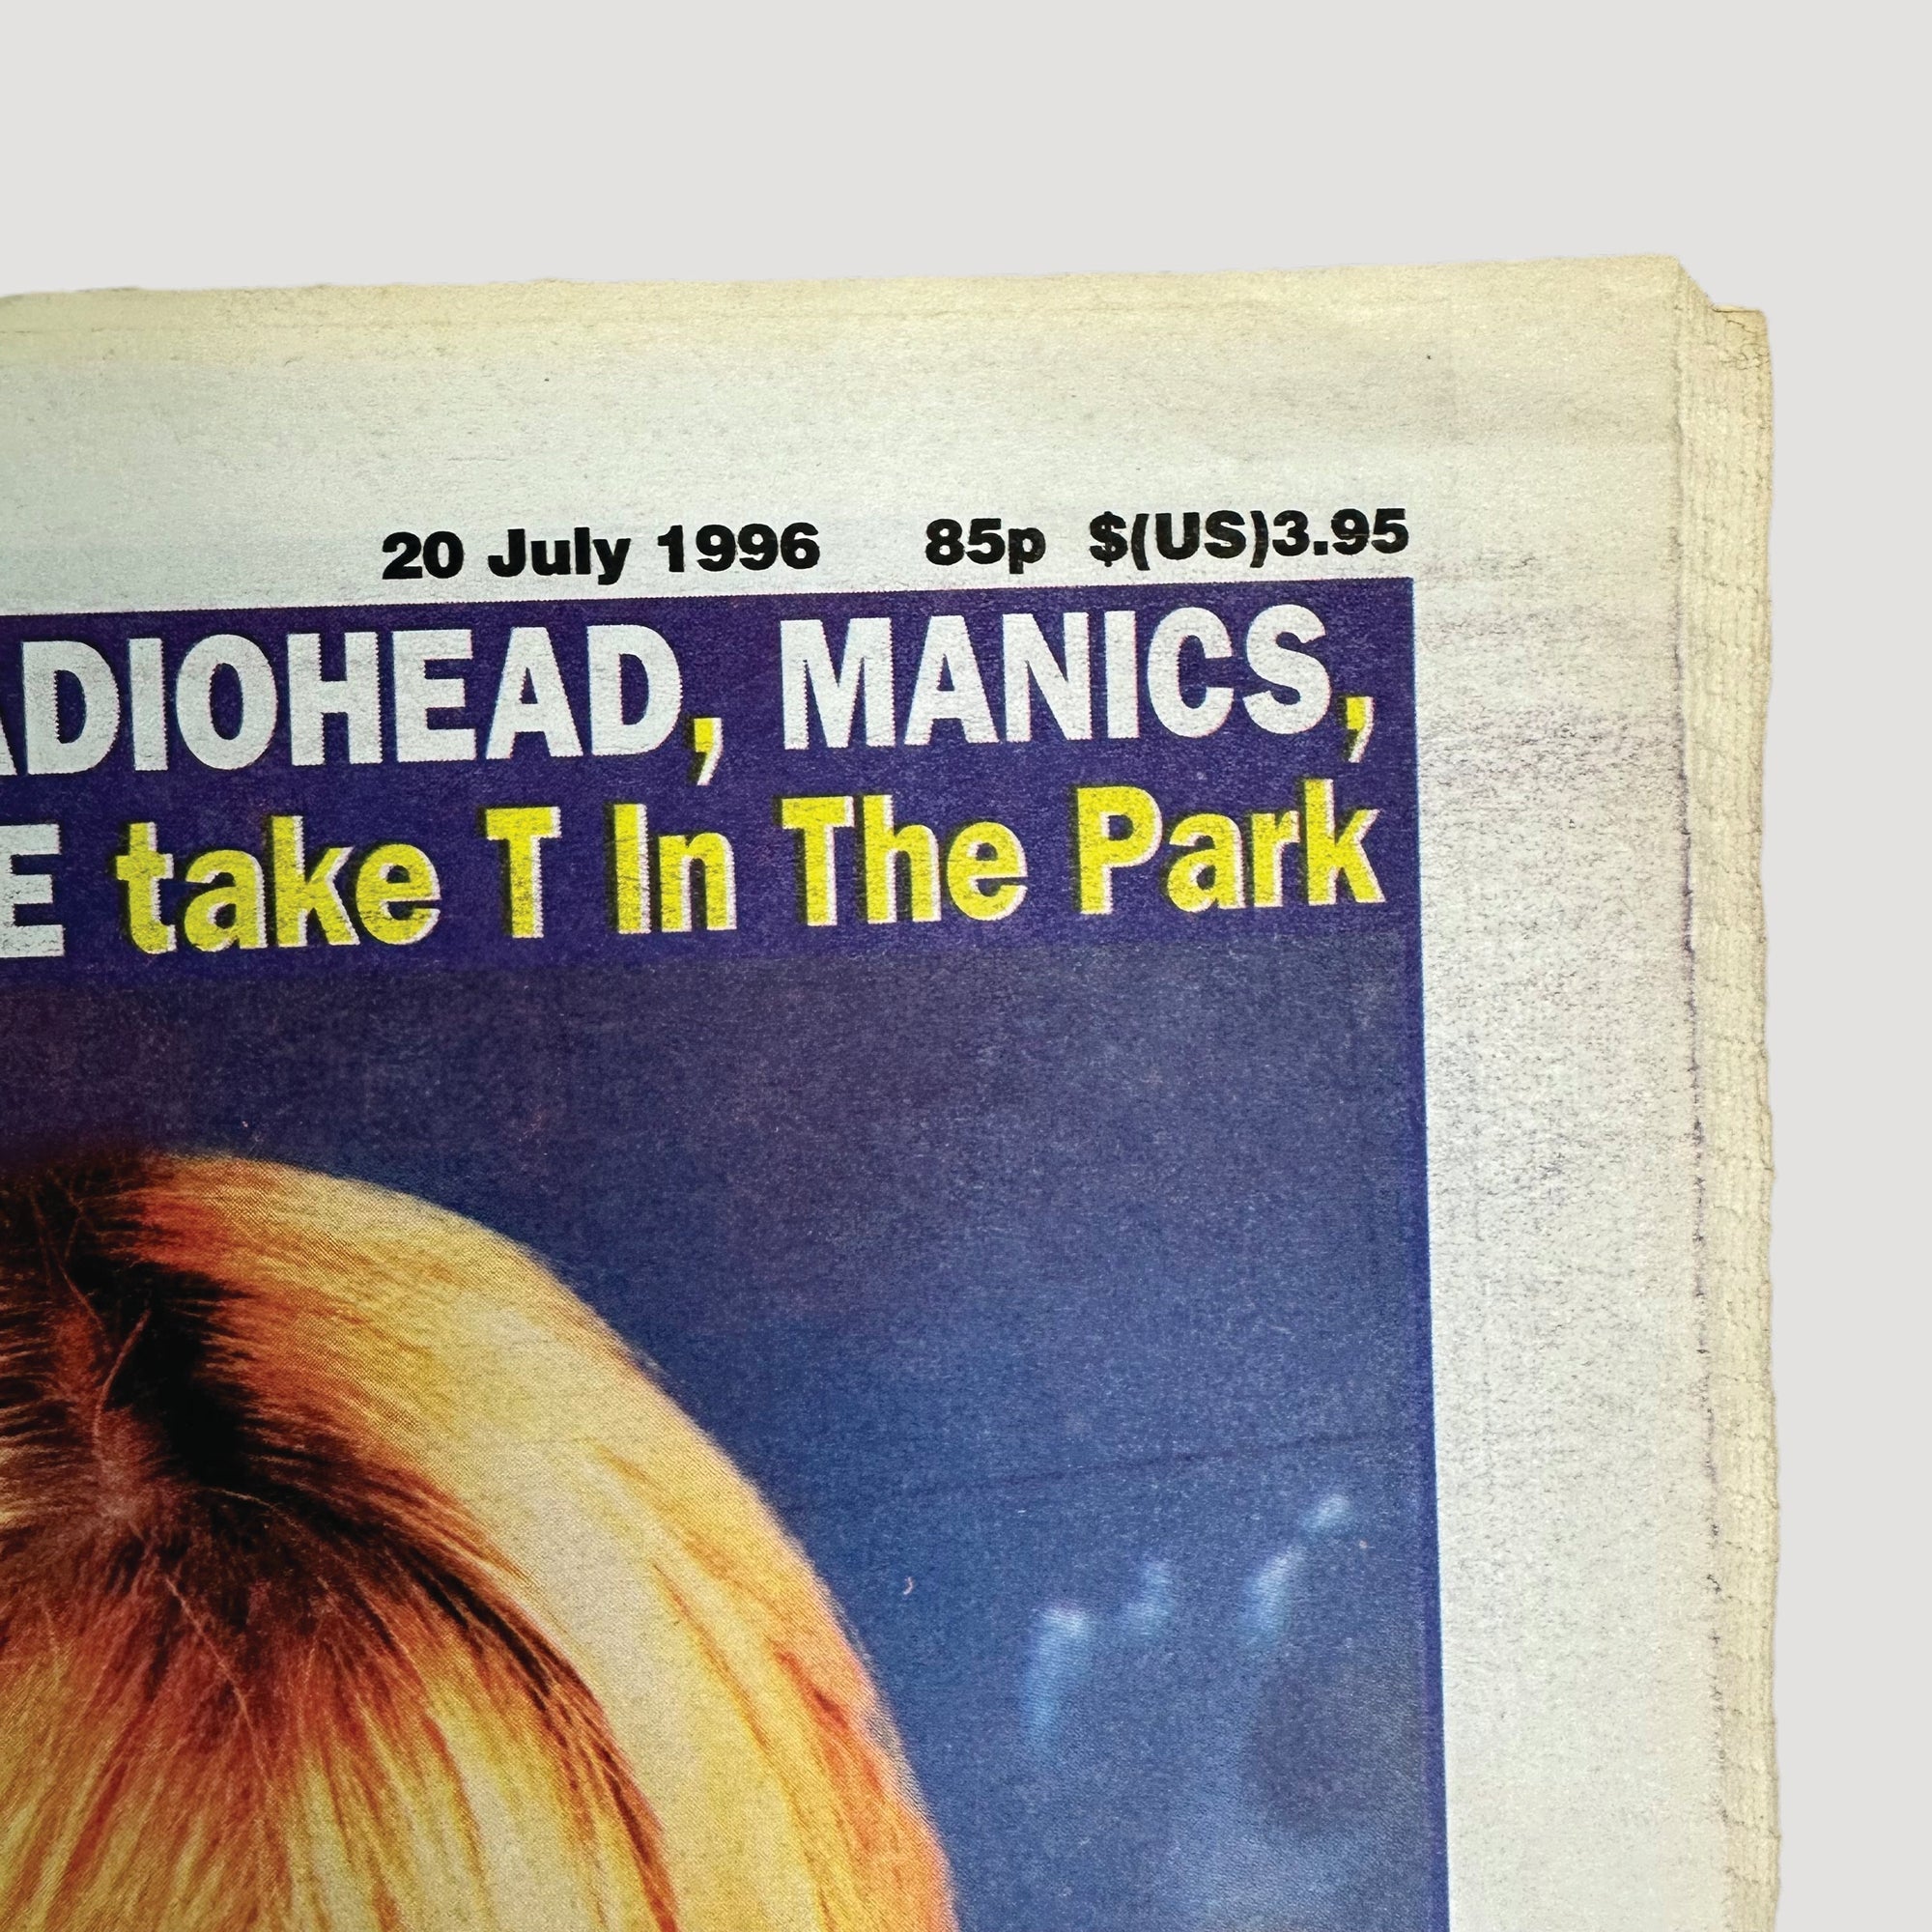 20 July 1996 85p $(US)3.95
ADIOHEAD, MANICS,
E take T In The Park